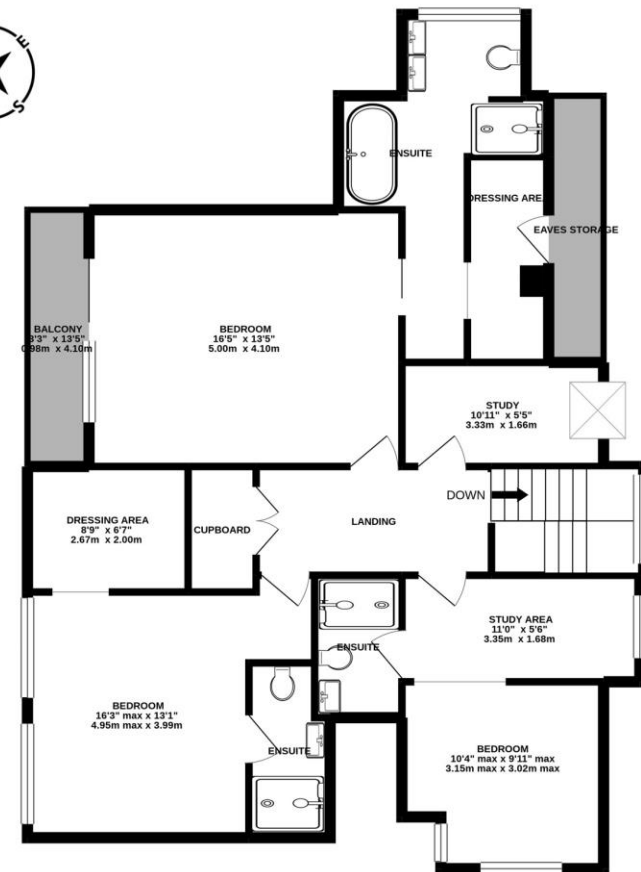 E
S
ENSUITE
DRESSING AREA
EAVES STORAGE
BALCONY
3'3" x 13'5"
0.98m x 4.10m
BEDROOM
16'5" x 13'5"
5.00m x 4.10m
STUDY
10'11" x 5'5"
3.33m x 1.66m
DOWN
LANDING
CUPBOARD
DRESSING AREA
8'9" x 6'7"
2.67m x 2.00m
STUDY AREA
11'0" x 5'6"
3.35m x 1.68m
ENSUITE
BEDROOM
16'3" max x 13'1"
4.95m max x 3.99m
ENSUITE
BEDROOM
10'4" max x 9'11" max
3.15m max x 3.02m max